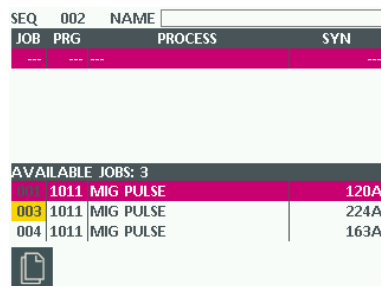 SEQ 002 NAME
JOB PRG PROCESS SYN
--- --- --- ---
AVAILABLE JOBS: 3
001 1011 MIG PULSE 120A
003 1011 MIG PULSE 224A
004 1011 MIG PULSE 163A